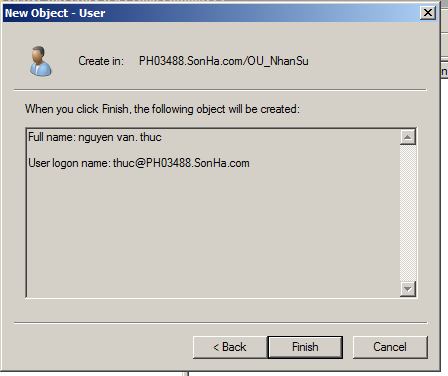 New Object - User
Create in: PH03488.SonHa.com/OU_NhanSu
When you click Finish, the following object will be created:
Full name: nguyen van. thuc
User logon name: thuc@PH03488.SonHa.com
< Back Finish Cancel